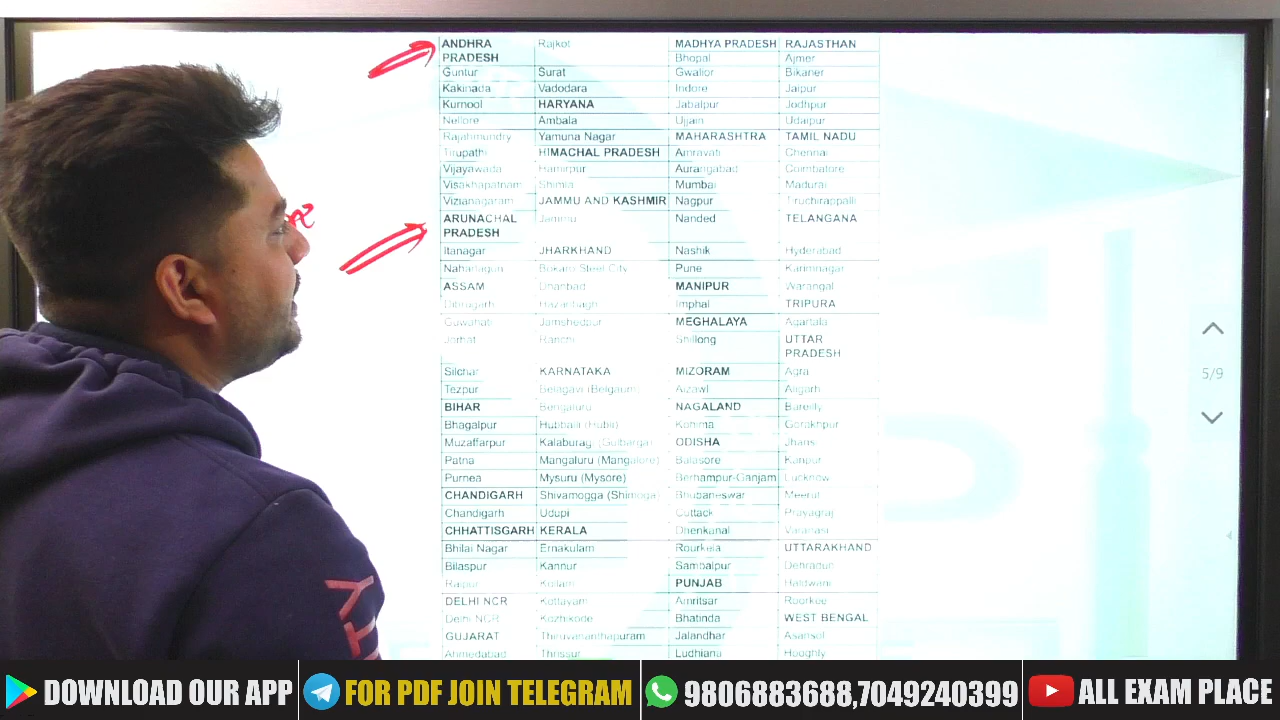 ANDHRA PRADESH
Guntur
Kakinada
Kurnool
Nellore
Rajahmundry
Tirupathi
Vijayawada
Visakhapatnam
Vizianagaram
ARUNACHAL PRADESH
Itanagar
Naharlagun
ASSAM
Dibrugarh
Guwahati
Jorhat
Silchar
Tezpur
BIHAR
Bhagalpur
Muzaffarpur
Patna
Purnea
CHANDIGARH
Chandigarh
CHHATTISGARH
Bhilai Nagar
Bilaspur
Raipur
DELHI NCR
Delhi NCR
GUJARAT
Ahmedabad
Rajkot
Surat
Vadodara
HARYANA
Ambala
Yamuna Nagar
HIMACHAL PRADESH
Hamirpur
Shimla
JAMMU AND KASHMIR
Jammu
JHARKHAND
Bokaro Steel City
Dhanbad
Hazaribagh
Jamshedpur
Ranchi
KARNATAKA
Belagavi (Belgaum)
Bengaluru
Hubballi (Hubli)
Kalaburagi (Gulbarga)
Mangaluru (Mangalore)
Mysuru (Mysore)
Shivamogga (Shimoga)
Udupi
KERALA
Ernakulam
Kannur
Kollam
Kottayam
Kozhikode
Thiruvananthapuram
Thrissur
MADHYA PRADESH
Bhopal
Gwalior
Indore
Jabalpur
Ujjain
MAHARASHTRA
Amravati
Aurangabad
Mumbai
Nagpur
Nanded
Nashik
Pune
MANIPUR
Imphal
MEGHALAYA
Shillong
MIZORAM
Aizawl
NAGALAND
Kohima
ODISHA
Balasore
Berhampur-Ganjam
Bhubaneswar
Cuttack
Dhenkanal
Rourkela
Sambalpur
PUNJAB
Amritsar
Bhatinda
Jalandhar
Ludhiana
RAJASTHAN
Ajmer
Bikaner
Jaipur
Jodhpur
Udaipur
TAMIL NADU
Chennai
Coimbatore
Madurai
Tiruchirappalli
TELANGANA
Hyderabad
Karimnagar
Warangal
TRIPURA
Agartala
UTTAR PRADESH
Agra
Aligarh
Bareilly
Gorakhpur
Jhansi
Kanpur
Lucknow
Meerut
Prayagraj
Varanasi
UTTARAKHAND
Dehradun
Haldwani
Roorkee
WEST BENGAL
Asansol
Hooghly
5/9
DOWNLOAD OUR APP
FOR PDF JOIN TELEGRAM
9806883688,7049240399
ALL EXAM PLACE